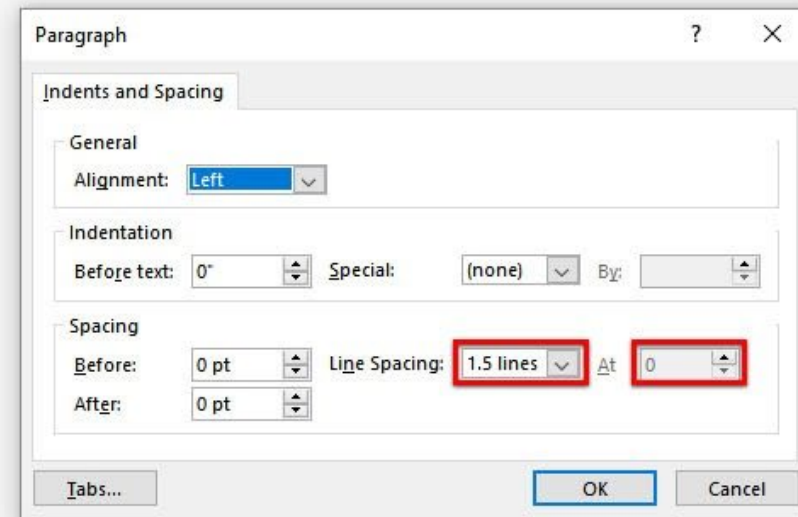 Paragraph ? ×
Indents and Spacing
General
Alignment: Left
Indentation
Before text: 0" Special: (none) By:
Spacing
Before: 0 pt Line Spacing: 1.5 lines At 0
After: 0 pt
Tabs... OK Cancel